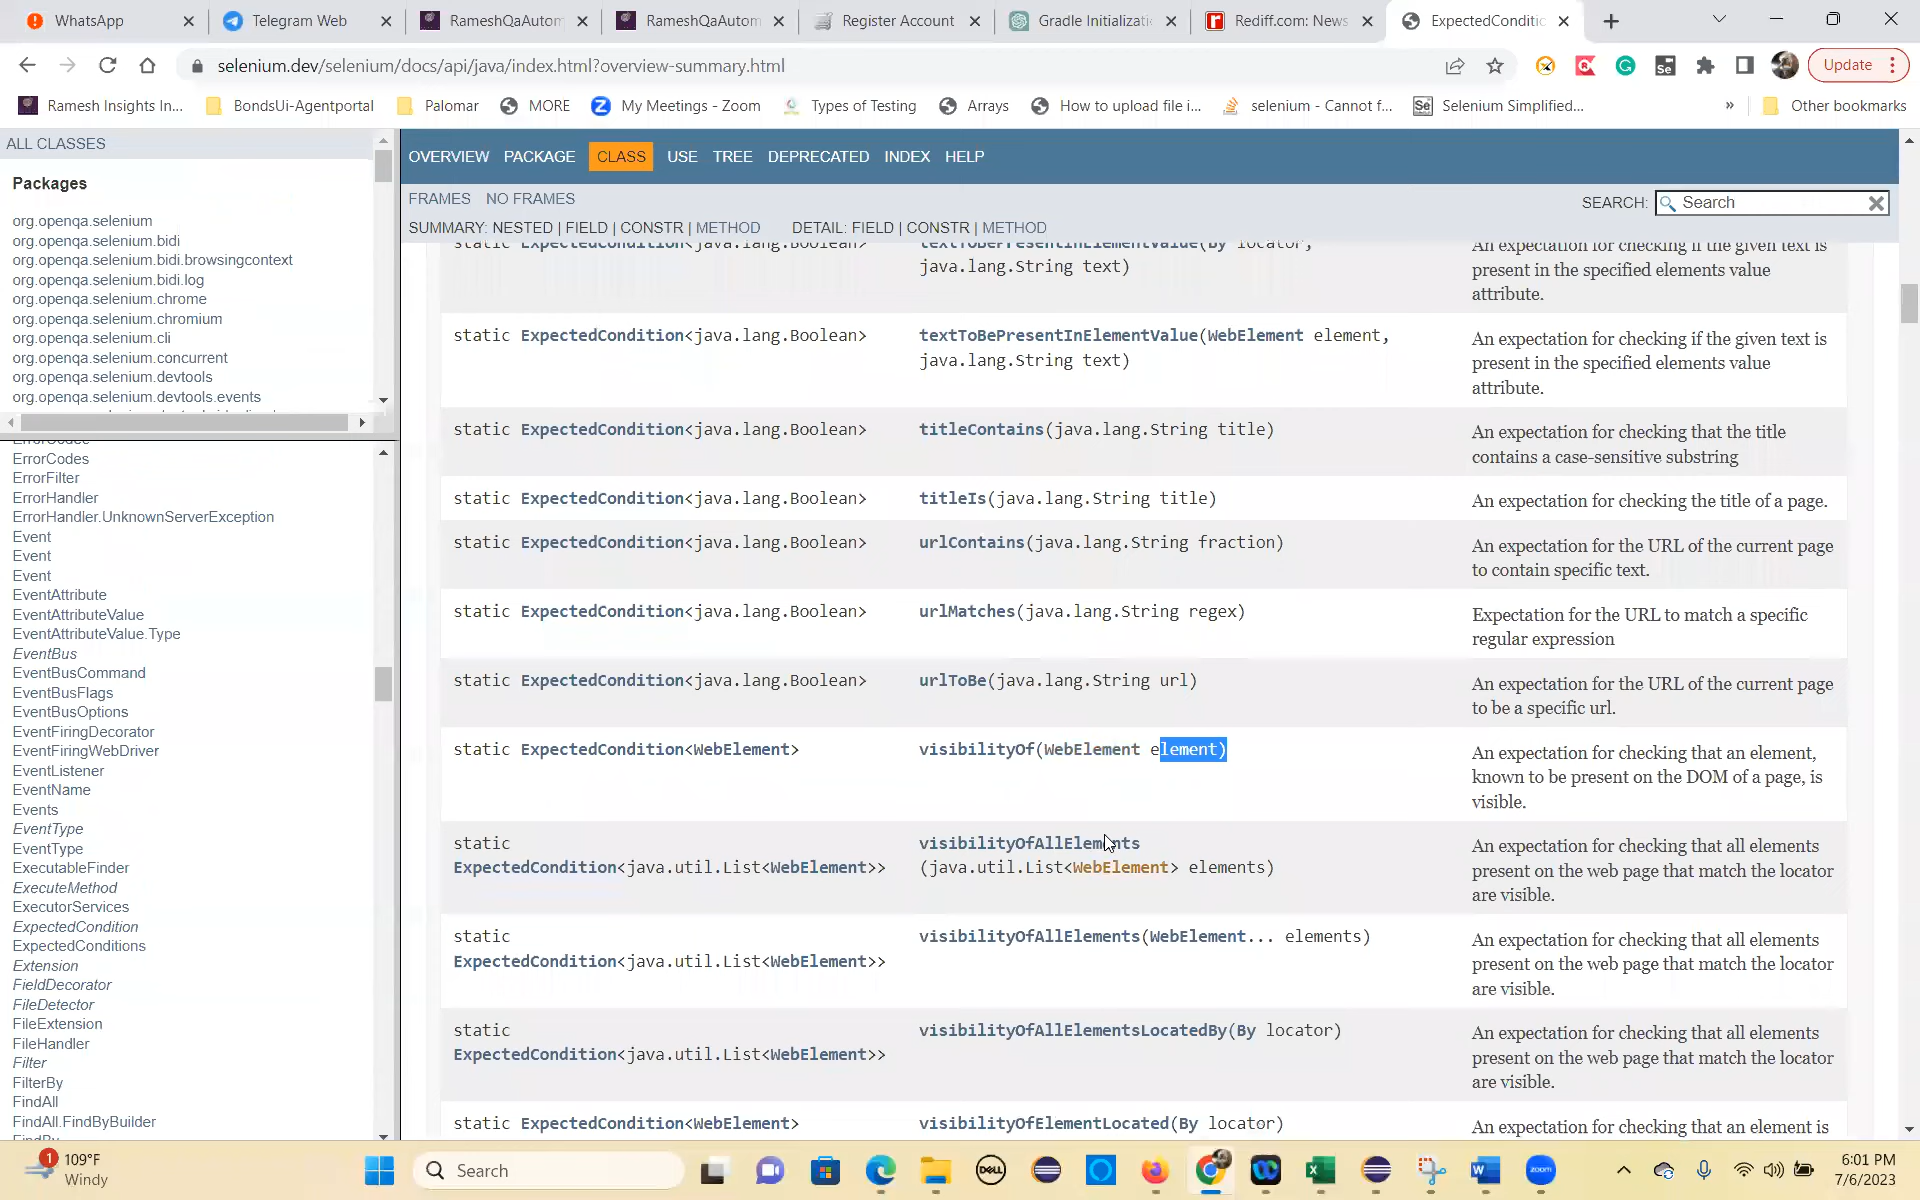 WhatsApp
Telegram Web
RameshQaAutom
RameshQaAutom
Register Account
Gradle Initializatio
Rediff.com: News
ExpectedConditio
selenium.dev/selenium/docs/api/java/index.html?overview-summary.html
Update
Ramesh Insights In...
BondsUi-Agentportal
Palomar
MORE
My Meetings - Zoom
Types of Testing
Arrays
How to upload file i...
selenium - Cannot f...
Selenium Simplified...
»
Other bookmarks
ALL CLASSES
Packages
org.openqa.selenium
org.openqa.selenium.bidi
org.openqa.selenium.bidi.browsingcontext
org.openqa.selenium.bidi.log
org.openqa.selenium.chrome
org.openqa.selenium.chromium
org.openqa.selenium.cli
org.openqa.selenium.concurrent
org.openqa.selenium.devtools
org.openqa.selenium.devtools.events
ErrorCodes
ErrorCodes
ErrorFilter
ErrorHandler
ErrorHandler.UnknownServerException
Event
Event
Event
EventAttribute
EventAttributeValue
EventAttributeValue.Type
EventBus
EventBusCommand
EventBusFlags
EventBusOptions
EventFiringDecorator
EventFiringWebDriver
EventListener
EventName
Events
EventType
EventType
ExecutableFinder
ExecuteMethod
ExecutorServices
ExpectedCondition
ExpectedConditions
Extension
FieldDecorator
FileDetector
FileExtension
FileHandler
Filter
FilterBy
FindAll
FindAll.FindByBuilder
FindBy
OVERVIEW PACKAGE CLASS USE TREE DEPRECATED INDEX HELP
FRAMES NO FRAMES
SEARCH: Search
SUMMARY: NESTED | FIELD | CONSTR | METHOD DETAIL: FIELD | CONSTR | METHOD
static ExpectedCondition<java.lang.Boolean> textToBePresentInElementValue(By locator, java.lang.String text)
An expectation for checking if the given text is
present in the specified elements value
attribute.
static ExpectedCondition<java.lang.Boolean> textToBePresentInElementValue(WebElement element,
java.lang.String text)
An expectation for checking if the given text is
present in the specified elements value
attribute.
static ExpectedCondition<java.lang.Boolean> titleContains(java.lang.String title)
An expectation for checking that the title
contains a case-sensitive substring
static ExpectedCondition<java.lang.Boolean> titleIs(java.lang.String title)
An expectation for checking the title of a page.
static ExpectedCondition<java.lang.Boolean> urlContains(java.lang.String fraction)
An expectation for the URL of the current page
to contain specific text.
static ExpectedCondition<java.lang.Boolean> urlMatches(java.lang.String regex)
Expectation for the URL to match a specific
regular expression
static ExpectedCondition<java.lang.Boolean> urlToBe(java.lang.String url)
An expectation for the URL of the current page
to be a specific url.
static ExpectedCondition<WebElement> visibilityOf(WebElement element)
An expectation for checking that an element,
known to be present on the DOM of a page, is
visible.
static
ExpectedCondition<java.util.List<WebElement>>
visibilityOfAllElements
(java.util.List<WebElement> elements)
An expectation for checking that all elements
present on the web page that match the locator
are visible.
static
ExpectedCondition<java.util.List<WebElement>>
visibilityOfAllElements(WebElement... elements)
An expectation for checking that all elements
present on the web page that match the locator
are visible.
static
ExpectedCondition<java.util.List<WebElement>>
visibilityOfAllElementsLocatedBy(By locator)
An expectation for checking that all elements
present on the web page that match the locator
are visible.
static ExpectedCondition<WebElement> visibilityOfElementLocated(By locator)
An expectation for checking that an element is
1
109°F
Windy
Search
DELL
zoom
6:01 PM
7/6/2023